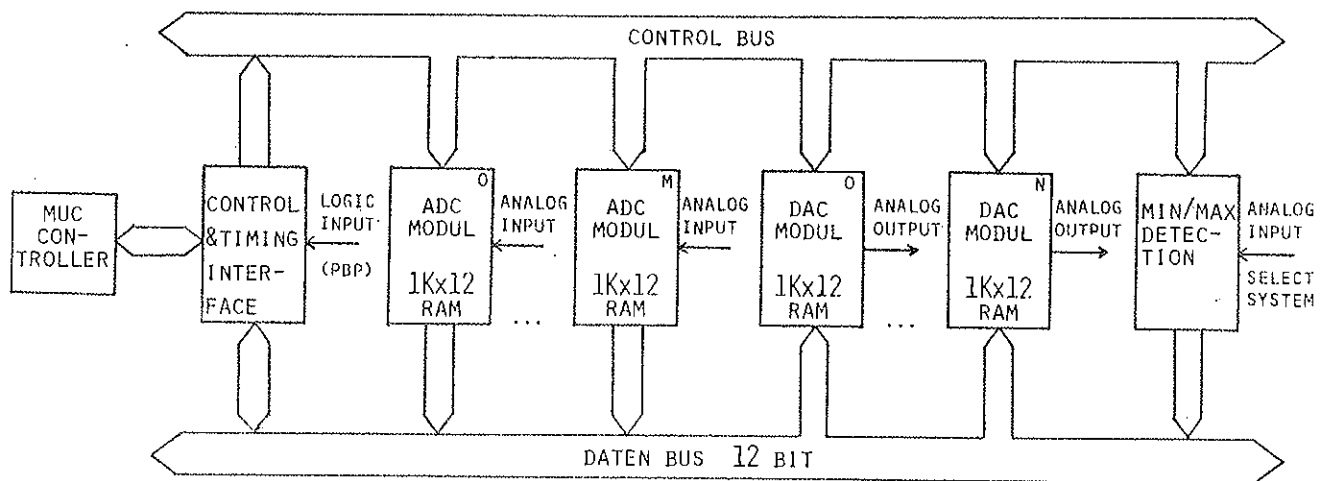 CONTROL BUS
MUC
CON-
TROLLER
CONTROL
&TIMING
INTER-
FACE
LOGIC
INPUT
(PBP)
O
ADC
MODUL
1Kx12
RAM
ANALOG
INPUT
...
M
ADC
MODUL
1Kx12
RAM
ANALOG
INPUT
O
DAC
MODUL
1Kx12
RAM
ANALOG
OUTPUT
...
N
DAC
MODUL
1Kx12
RAM
ANALOG
OUTPUT
MIN/MAX
DETEC-
TION
ANALOG
INPUT
SELECT
SYSTEM
DATEN BUS 12 BIT